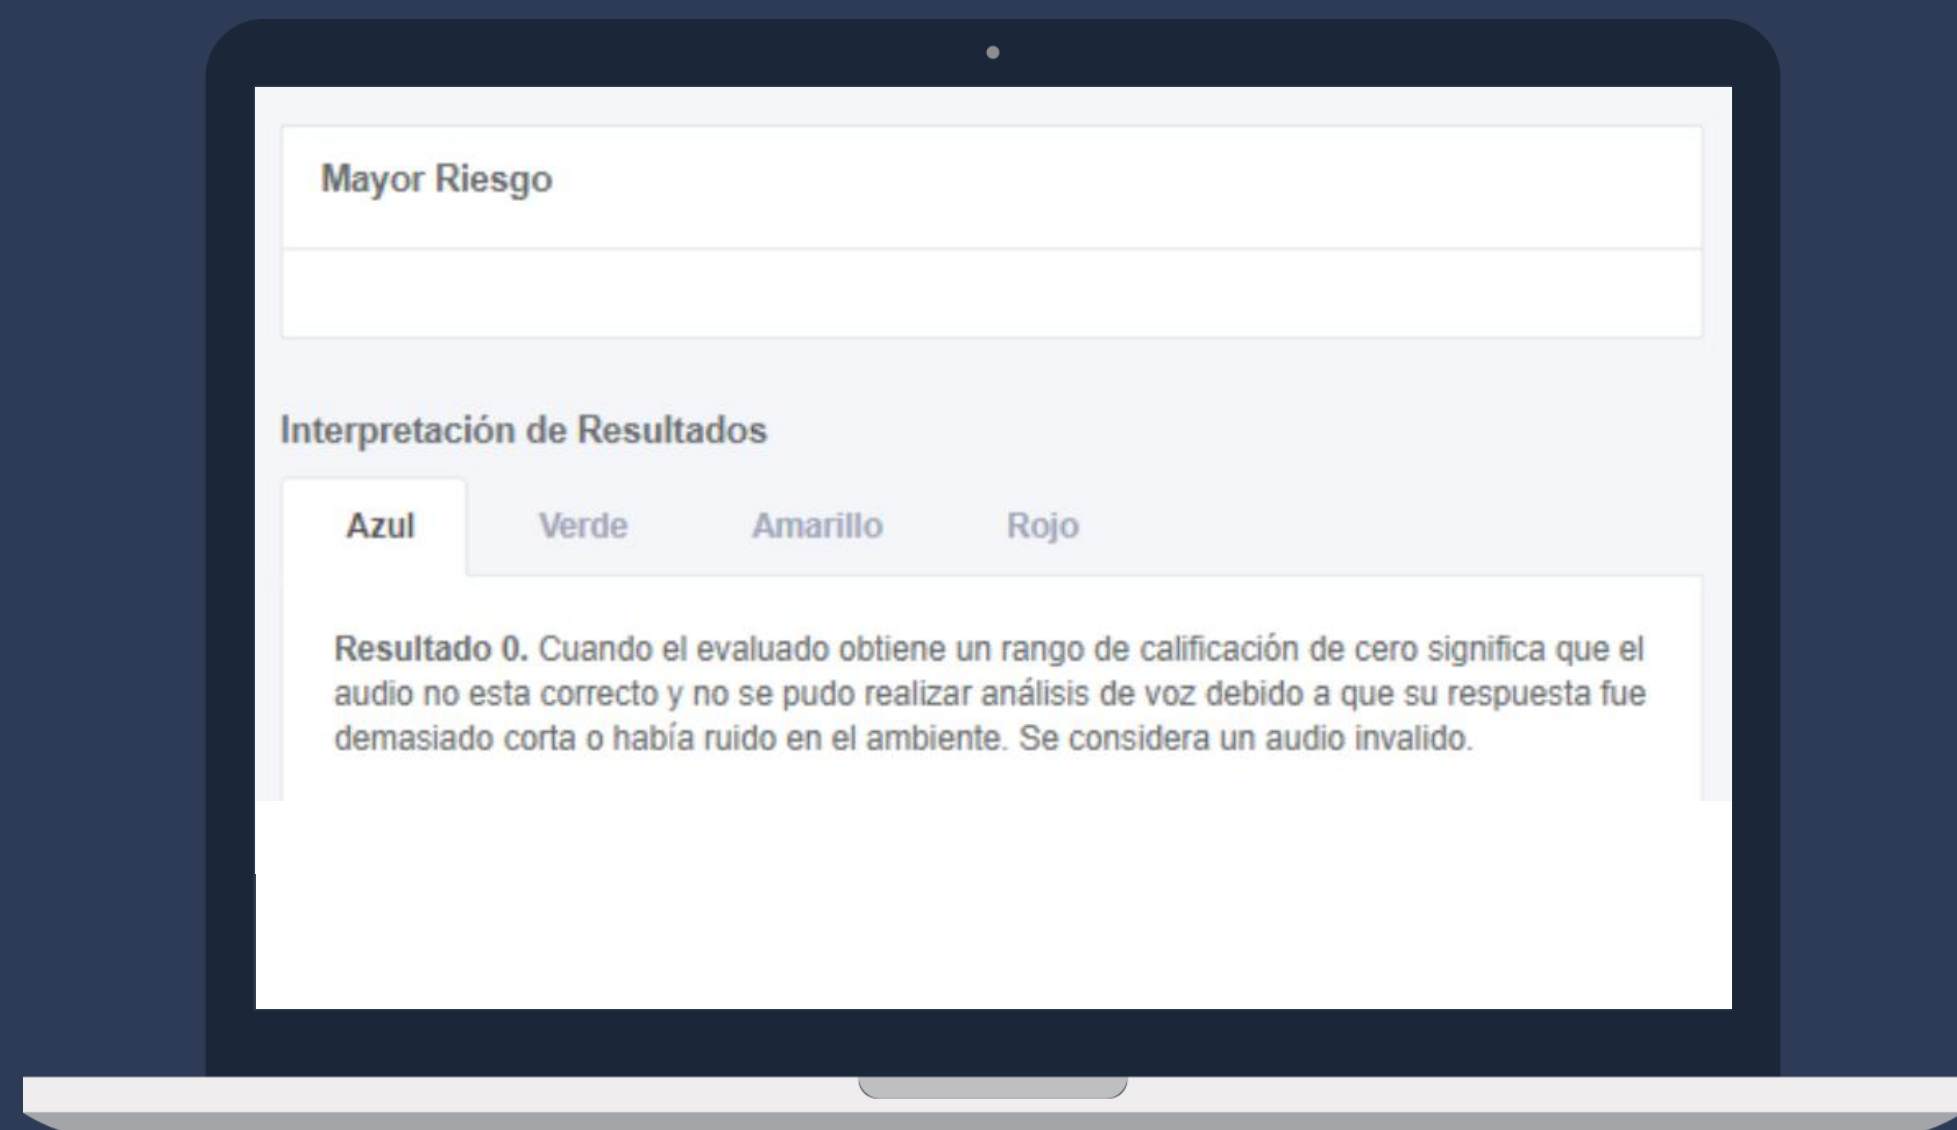 Mayor Riesgo
Interpretación de Resultados
Azul Verde Amarillo Rojo
Resultado 0. Cuando el evaluado obtiene un rango de calificación de cero significa que el
audio no esta correcto y no se pudo realizar análisis de voz debido a que su respuesta fue
demasiado corta o había ruido en el ambiente. Se considera un audio invalido.